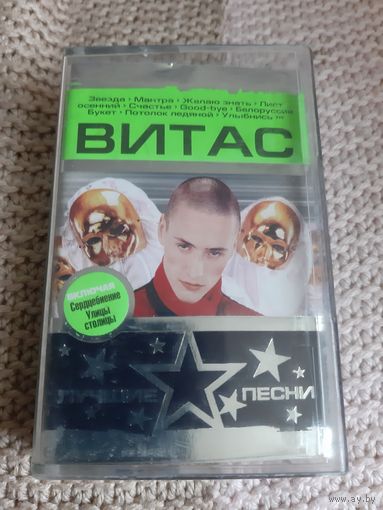 Звезда • Мантра • Желаю знать • Лист
осенний • Счастье • Good-bye • Белоруссия
Букет • Потолок ледяной • Улыбнись!!!
ВИТАС
ВКЛЮЧАЯ
Сердцебиение
Улицы
столицы
ЛУЧШИЕ ПЕСНИ
www.ay.by